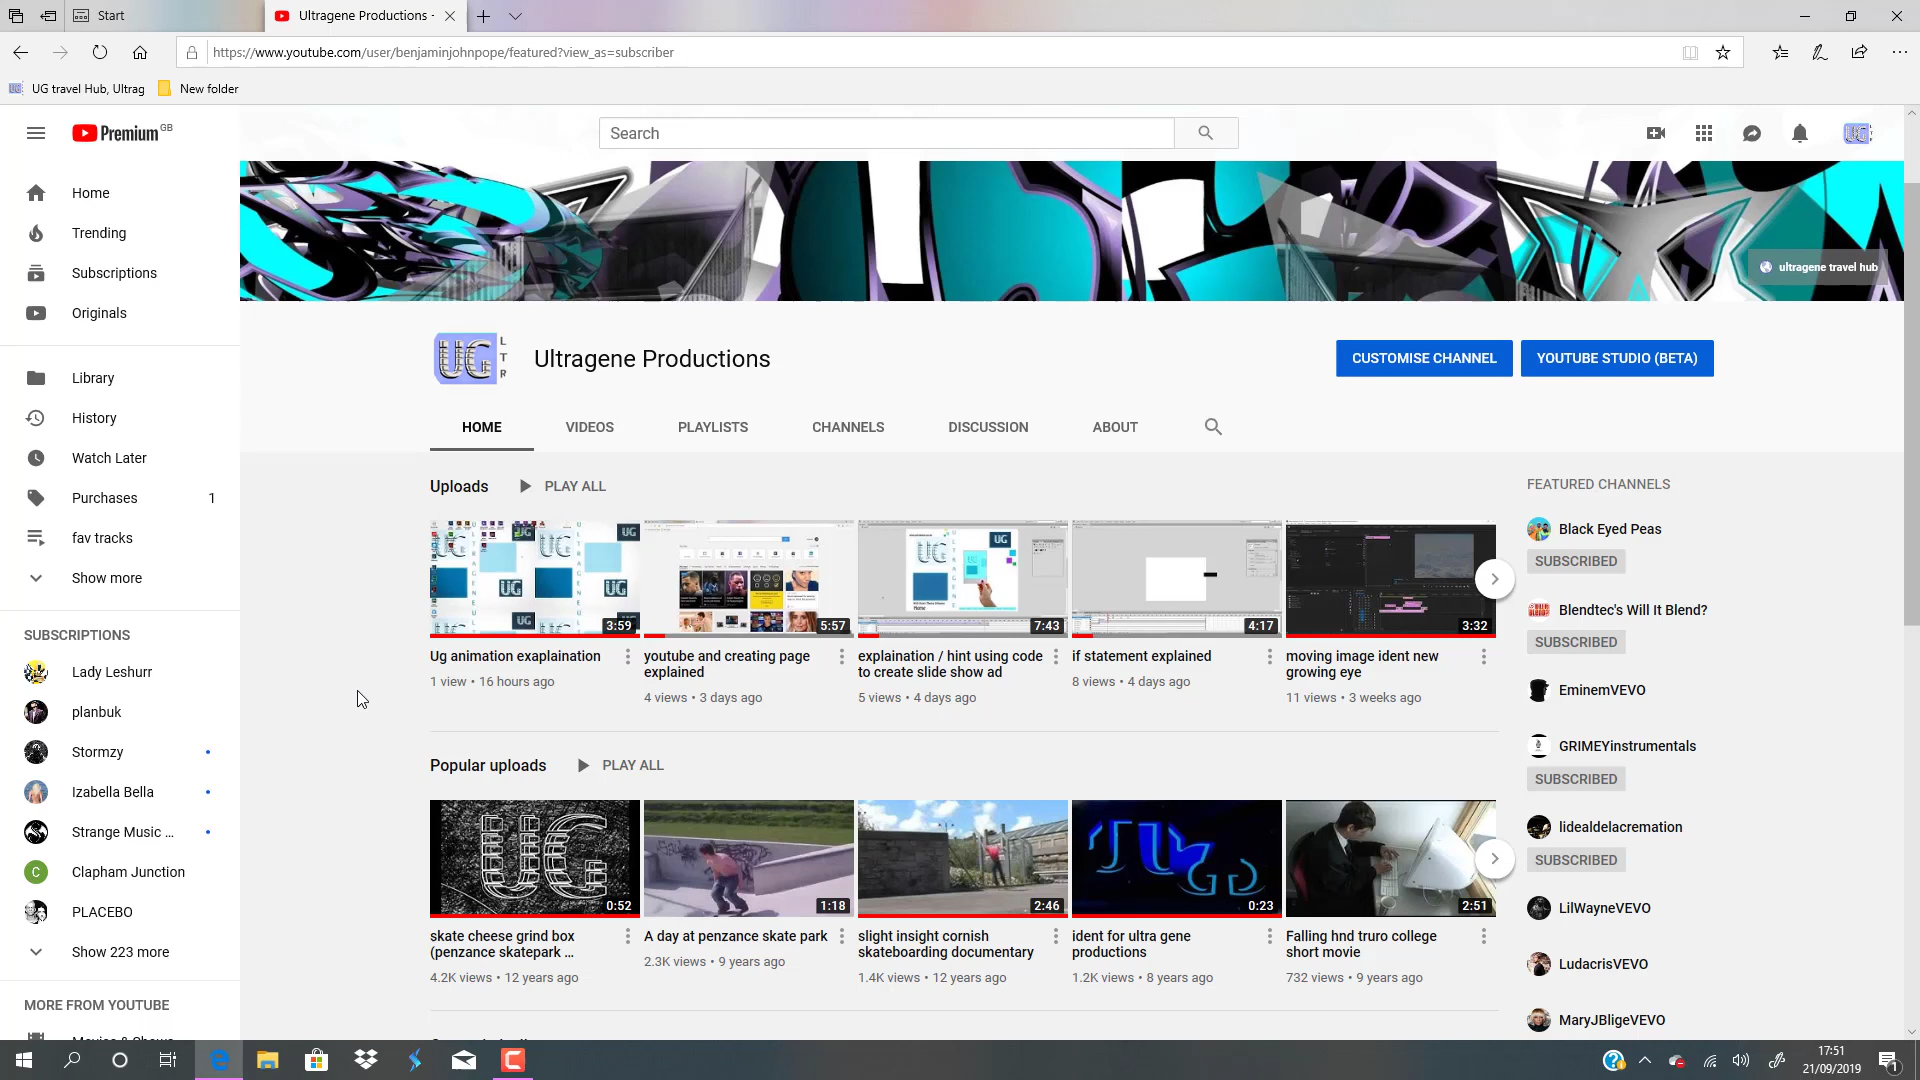 Start
Ultragene Productions -
https://www.youtube.com/user/benjaminjohnpope/featured?view_as=subscriber
UG travel Hub, Ultrag
New folder
Premium GB
Search
UG
Home
Trending
Subscriptions
Originals
Library
History
Watch Later
Purchases 1
fav tracks
Show more
SUBSCRIPTIONS
Lady Leshurr
planbuk
Stormzy
Izabella Bella
Strange Music ...
C Clapham Junction
PLACEBO
Show 223 more
MORE FROM YOUTUBE
ultragene travel hub
UG LTR
Ultragene Productions
CUSTOMISE CHANNEL
YOUTUBE STUDIO (BETA)
HOME
VIDEOS
PLAYLISTS
CHANNELS
DISCUSSION
ABOUT
Uploads
PLAY ALL
3:59
5:57
7:43
4:17
3:32
Ug animation exaplaination
1 view • 16 hours ago
youtube and creating page
explained
4 views • 3 days ago
explaination / hint using code
to create slide show ad
5 views • 4 days ago
if statement explained
8 views • 4 days ago
moving image ident new
growing eye
11 views • 3 weeks ago
Popular uploads
PLAY ALL
UG
0:52
1:18
2:46
0:23
2:51
skate cheese grind box
(penzance skatepark ...
4.2K views • 12 years ago
A day at penzance skate park
2.3K views • 9 years ago
slight insight cornish
skateboarding documentary
1.4K views • 12 years ago
ident for ultra gene
productions
1.2K views • 8 years ago
Falling hnd truro college
short movie
732 views • 9 years ago
FEATURED CHANNELS
Black Eyed Peas
SUBSCRIBED
Blendtec's Will It Blend?
SUBSCRIBED
EminemVEVO
GRIMEYinstrumentals
SUBSCRIBED
lidealdelacremation
SUBSCRIBED
LilWayneVEVO
LudacrisVEVO
MaryJBligeVEVO
17:51
21/09/2019
1